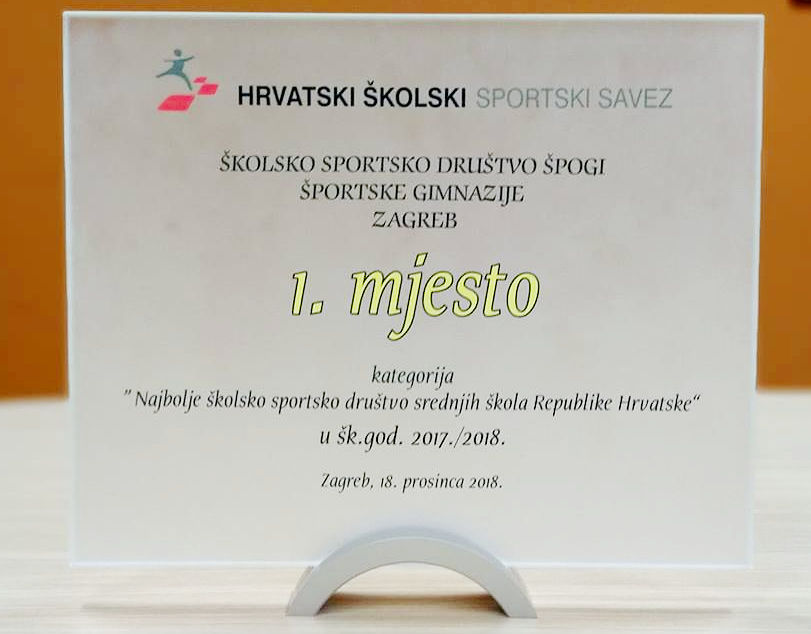 HRVATSKI ŠKOLSKI SPORTSKI SAVEZ
ŠKOLSKO SPORTSKO DRUŠTVO ŠPOGI
ŠPORTSKE GIMNAZIJE
ZAGREB
1. mjesto
kategorija
"Najbolje školsko sportsko društvo srednjih škola Republike Hrvatske“
u šk.god. 2017./2018.
Zagreb, 18. prosinca 2018.